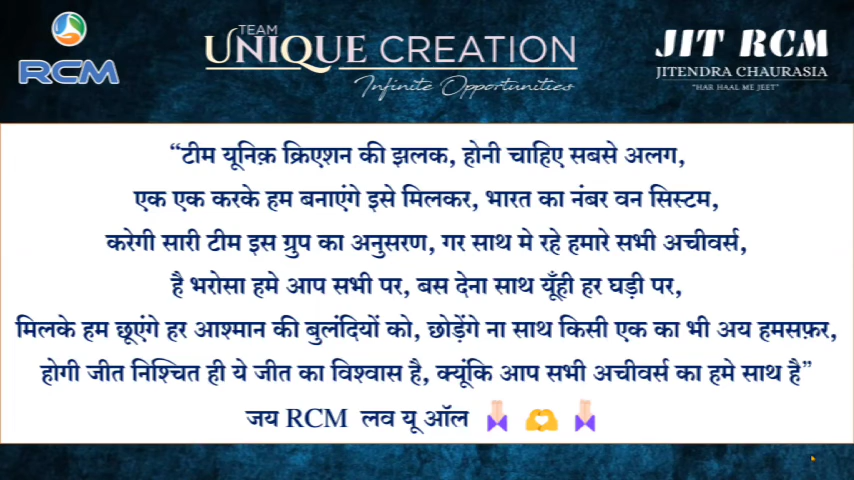 RCM
TEAM
UNIQUE CREATION
Infinite Opportunities
JIT RCM
JITENDRA CHAURASIA
"HAR HAAL ME JEET"
“टीम यूनिक़ क्रिएशन की झलक, होनी चाहिए सबसे अलग,
एक एक करके हम बनाएंगे इसे मिलकर, भारत का नंबर वन सिस्टम,
करेगी सारी टीम इस ग्रुप का अनुसरण, गर साथ मे रहे हमारे सभी अचीवर्स,
है भरोसा हमे आप सभी पर, बस देना साथ यूँही हर घड़ी पर,
मिलके हम छूएंगे हर आश्मान की बुलंदियों को, छोड़ेंगे ना साथ किसी एक का भी अय हमसफ़र,
होगी जीत निश्चित ही ये जीत का विश्वास है, क्यूंकि आप सभी अचीवर्स का हमे साथ है”
जय RCM लव यू ऑल